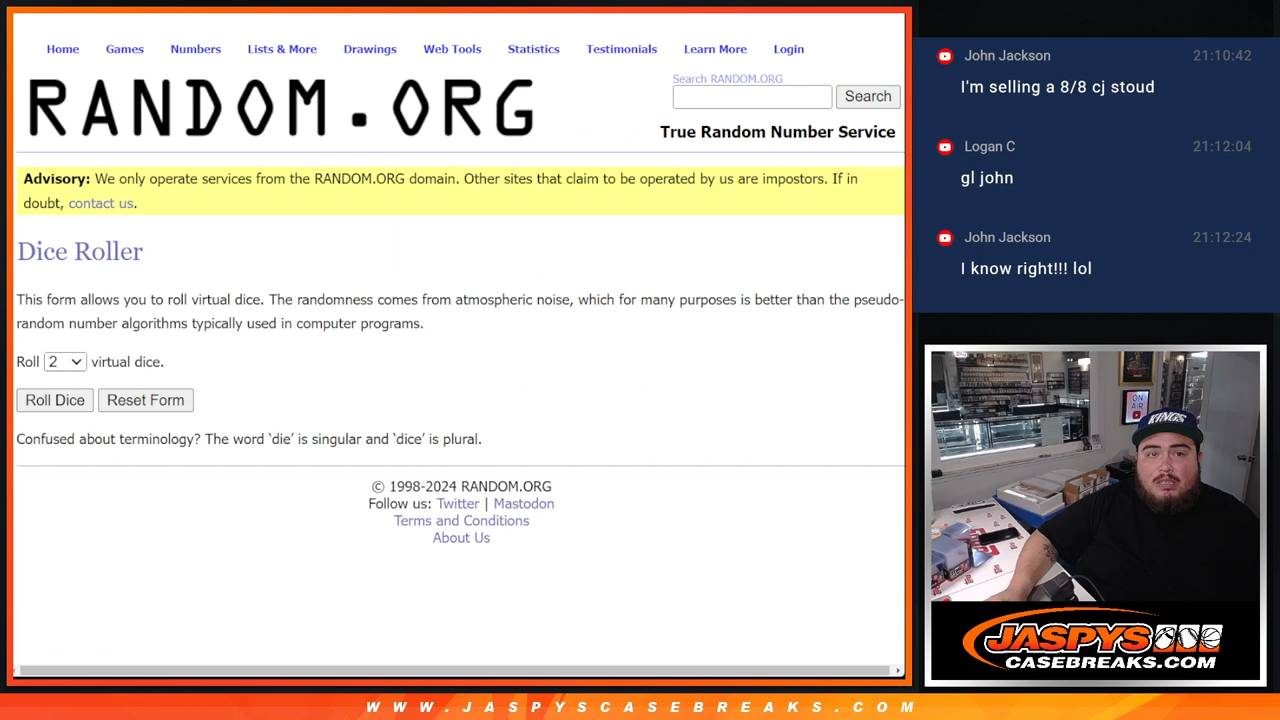 Home Games Numbers Lists & More Drawings Web Tools Statistics Testimonials Learn More Login
RANDOM.ORG
Search RANDOM.ORG
Search
True Random Number Service
Advisory: We only operate services from the RANDOM.ORG domain. Other sites that claim to be operated by us are impostors. If in
doubt, contact us.
Dice Roller
This form allows you to roll virtual dice. The randomness comes from atmospheric noise, which for many purposes is better than the pseudo-
random number algorithms typically used in computer programs.
Roll 2 virtual dice.
Roll Dice Reset Form
Confused about terminology? The word ‘die’ is singular and ‘dice’ is plural.
© 1998-2024 RANDOM.ORG
Follow us: Twitter | Mastodon
Terms and Conditions
About Us
John Jackson 21:10:42
I'm selling a 8/8 cj stoud
Logan C 21:12:04
gl john
John Jackson 21:12:24
I know right!!! lol
ON
AIR
KINGS
JASPYS
CASEBREAKS.COM
WWW.JASPYSCASEBREAKS.COM